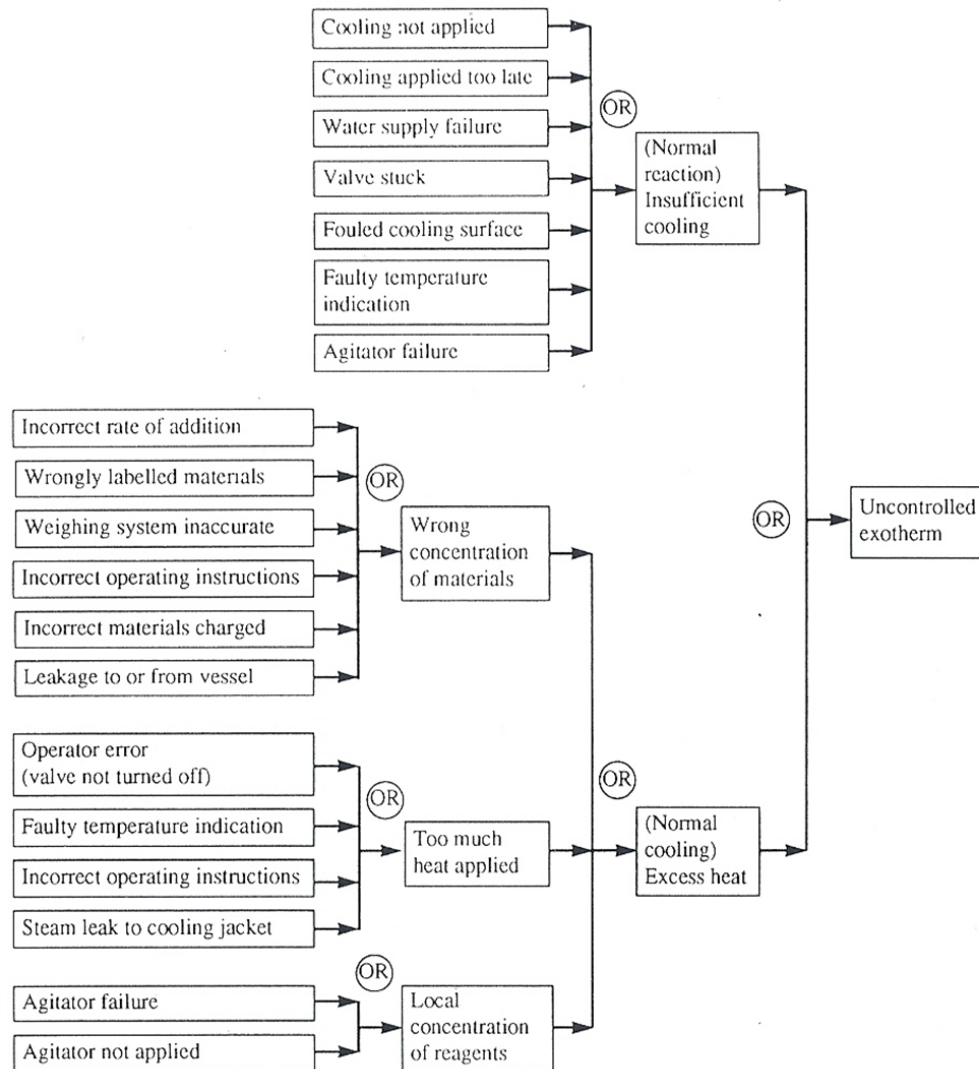 Cooling not applied
Cooling applied too late
Water supply failure
Valve stuck
Fouled cooling surface
Faulty temperature
indication
Agitator failure
OR
(Normal
reaction)
Insufficient
cooling
Incorrect rate of addition
Wrongly labelled materials
Weighing system inaccurate
Incorrect operating instructions
Incorrect materials charged
Leakage to or from vessel
OR
Wrong
concentration
of materials
Operator error
(valve not turned off)
Faulty temperature indication
Incorrect operating instructions
Steam leak to cooling jacket
OR
Too much
heat applied
Agitator failure
Agitator not applied
OR
Local
concentration
of reagents
OR
(Normal
cooling)
Excess heat
OR
Uncontrolled
exotherm